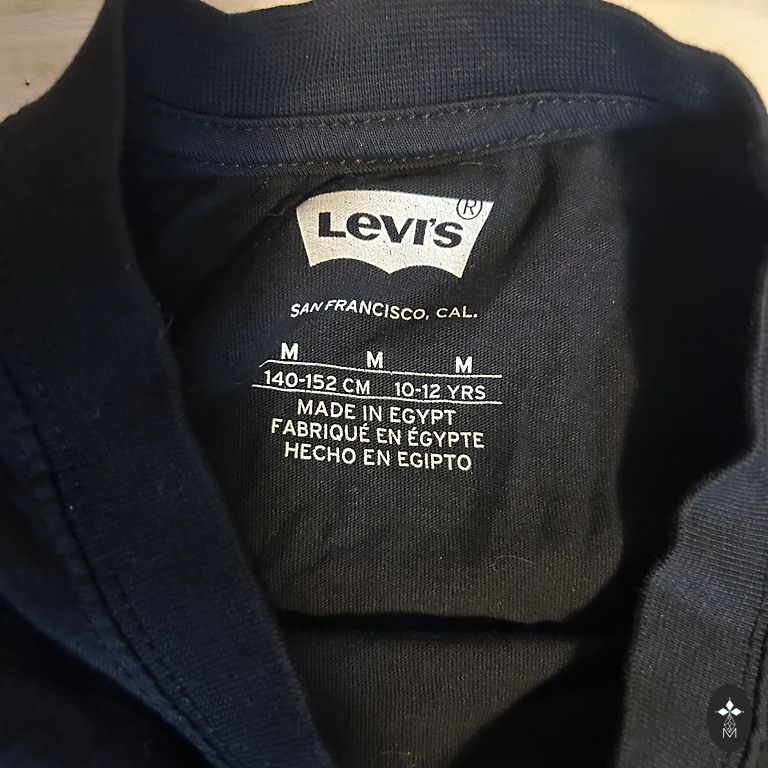 Levi's ®
SAN FRANCISCO, CAL.
M M M
140-152 CM 10-12 YRS
MADE IN EGYPT
FABRIQUÉ EN ÉGYPTE
HECHO EN EGIPTO
M